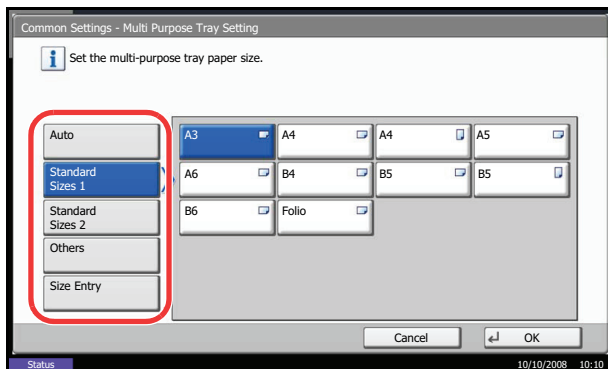 Common Settings - Multi Purpose Tray Setting
Set the multi-purpose tray paper size.
Auto
Standard
Sizes 1
Standard
Sizes 2
Others
Size Entry
A3 A4 A4 A5
A6 B4 B5 B5
B6 Folio
Cancel OK
Status 10/10/2008 10:10